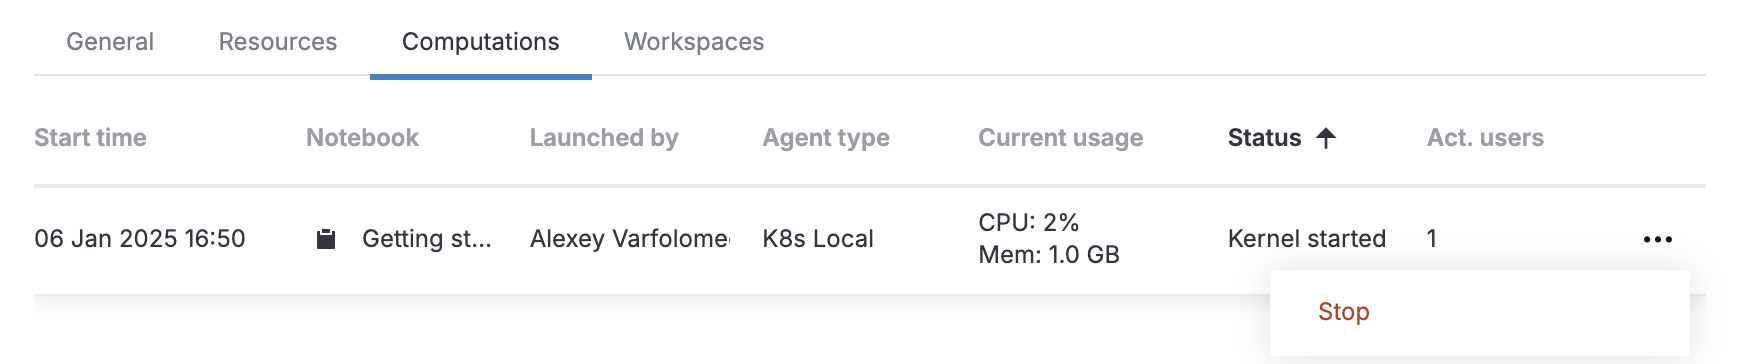 General Resources Computations Workspaces
Start time Notebook Launched by Agent type Current usage Status Act. users
06 Jan 2025 16:50 Getting st... Alexey Varfolome K8s Local CPU: 2% Kernel started 1
Mem: 1.0 GB
Stop